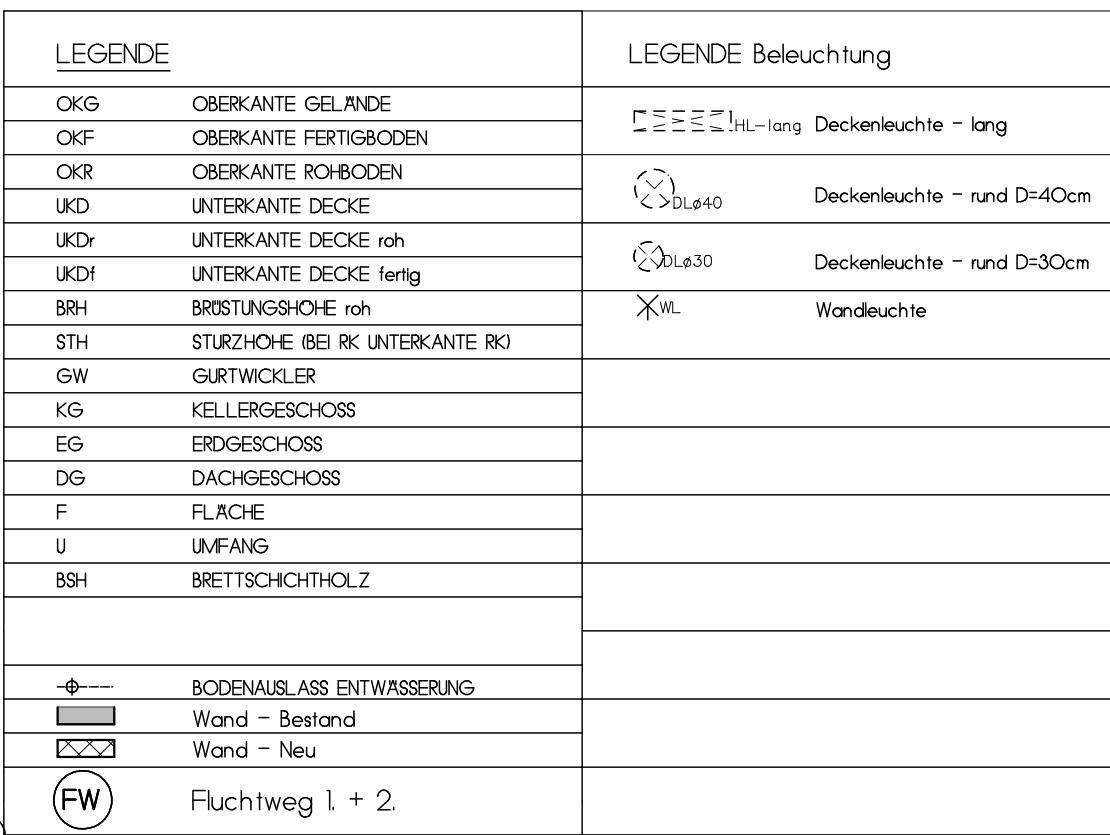 LEGENDE
OKG OBERKANTE GELÄNDE
OKF OBERKANTE FERTIGBODEN
OKR OBERKANTE ROHBODEN
UKD UNTERKANTE DECKE
UKDr UNTERKANTE DECKE roh
UKDf UNTERKANTE DECKE fertig
BRH BRÜSTUNGSHÖHE roh
STH STURZHÖHE (BEI RK UNTERKANTE RK)
GW GURTWICKLER
KG KELLERGESCHOSS
EG ERDGESCHOSS
DG DACHGESCHOSS
F FLÄCHE
U UMFANG
BSH BRETTSCHICHTHOLZ
BODENAUSLASS ENTWÄSSERUNG
Wand - Bestand
Wand - Neu
FW Fluchtweg 1. + 2.
LEGENDE Beleuchtung
HL-lang Deckenleuchte - lang
DLø40 Deckenleuchte - rund D=40cm
DLø30 Deckenleuchte - rund D=30cm
WL Wandleuchte